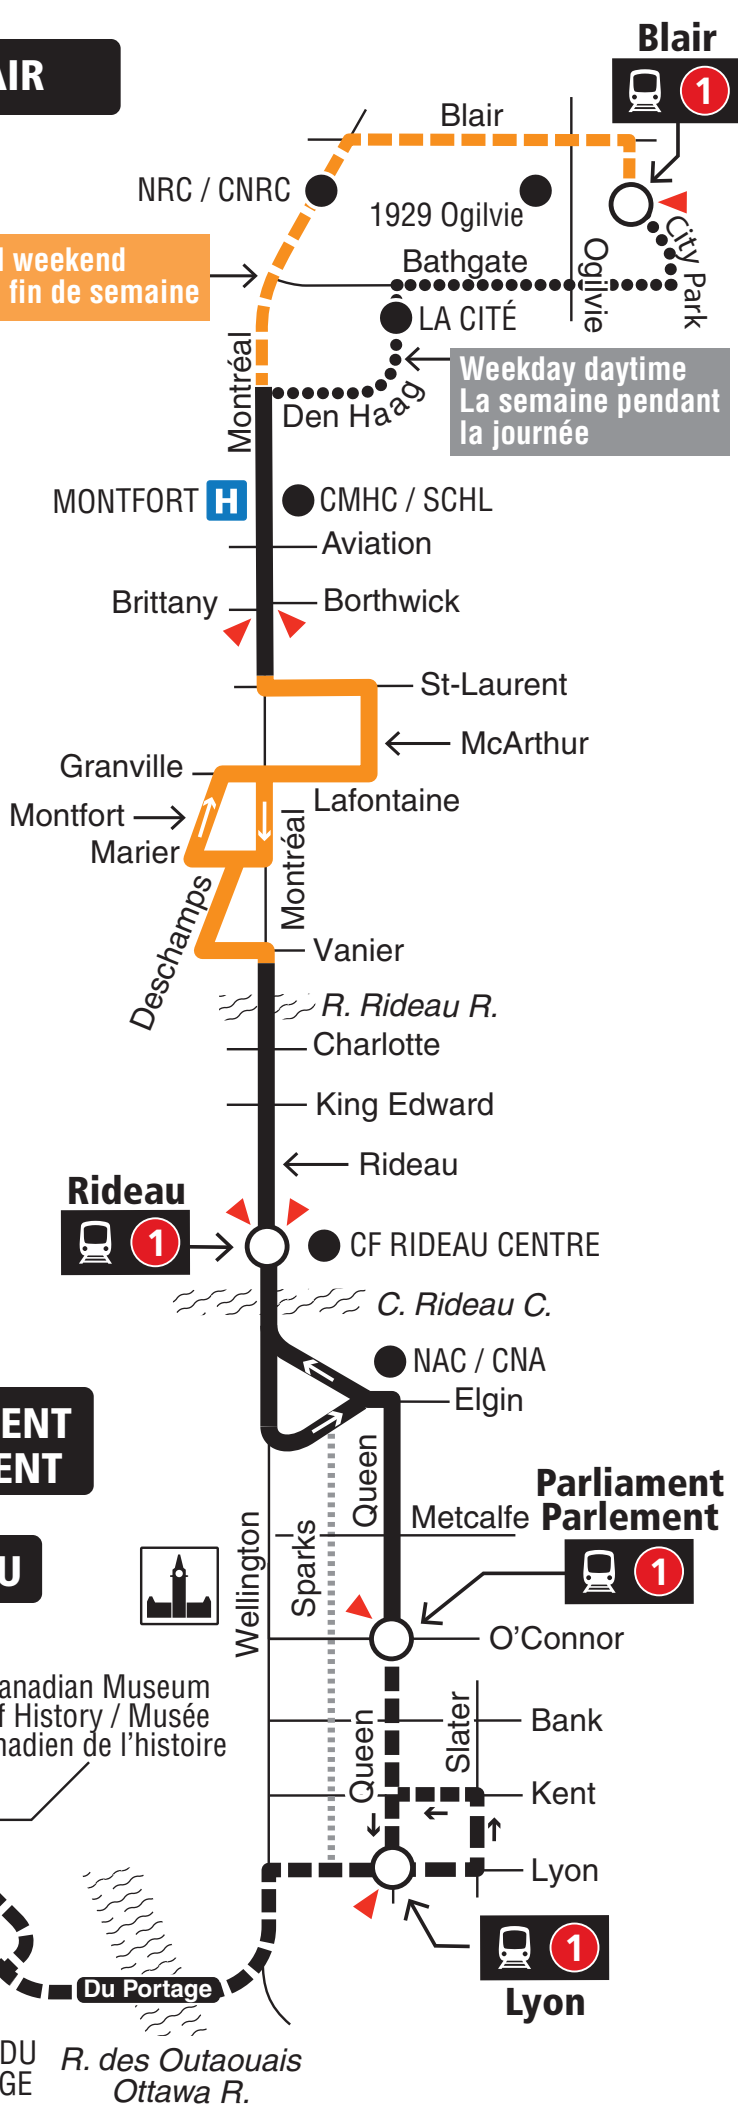 Blair
1
AIR
Blair
NRC / CNRC
1929 Ogilvie
City Park
Bathgate
Ogilvie
weekend
fin de semaine
LA CITÉ
Montréal
Weekday daytime
La semaine pendant
la journée
Den Haag
MONTFORT H
CMHC / SCHL
Aviation
Brittany
Borthwick
St-Laurent
McArthur
Granville
Lafontaine
Montfort
Marier
Montréal
Deschamps
Vanier
R. Rideau R.
Charlotte
King Edward
Rideau
Rideau
1
CF RIDEAU CENTRE
C. Rideau C.
NAC / CNA
Elgin
ENT
ENT
Queen
Parliament
Parlement
1
Metcalfe
Wellington
Sparks
U
O'Connor
anadian Museum
f History / Musée
nadien de l'histoire
Queen
Slater
Bank
Kent
Lyon
1
Lyon
Du Portage
DU
GE
R. des Outaouais
Ottawa R.